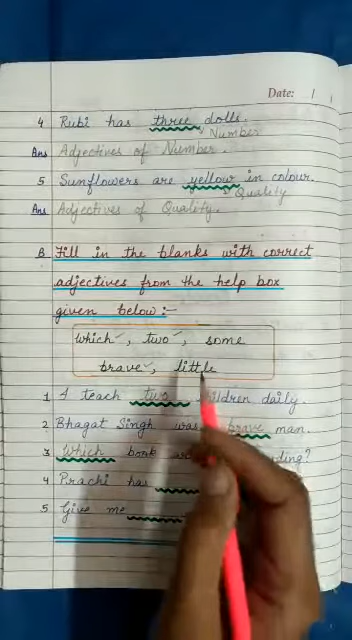 Date: / /
4 Rubi has three dolls.
Number
Ans Adjectives of Number.
5 Sunflowers are yellow in colour.
Quality
Ans Adjectives of Quality.
B Fill in the blanks with correct
adjectives from the help box
given below :-
which, two, some
brave, little
1 I teach two children daily.
2 Bhagat Singh was brave man.
3 Which book
4 Prachi has
5 Give me